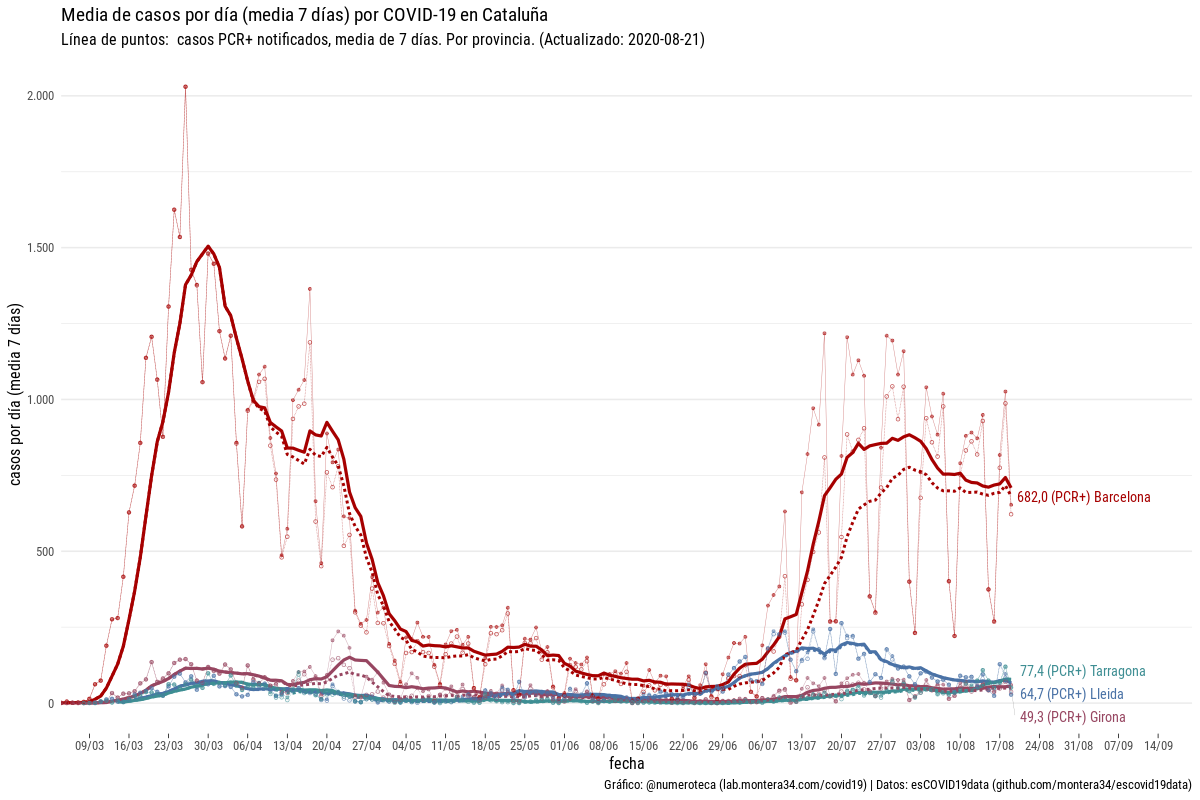 Media de casos por día (media 7 días) por COVID-19 en Cataluña
Línea de puntos:  casos PCR+ notificados, media de 7 días. Por provincia. (Actualizado: 2020-08-21)
casos por día (media 7 días)
2.000
1.500
1.000
500
0
682,0 (PCR+) Barcelona
77,4 (PCR+) Tarragona
64,7 (PCR+) Lleida
49,3 (PCR+) Girona
09/03 16/03 23/03 30/03 06/04 13/04 20/04 27/04 04/05 11/05 18/05 25/05 01/06 08/06 15/06 22/06 29/06 06/07 13/07 20/07 27/07 03/08 10/08 17/08 24/08 31/08 07/09 14/09
fecha
Gráfico: @numeroteca (lab.montera34.com/covid19) | Datos: esCOVID19data (github.com/montera34/escovid19data)